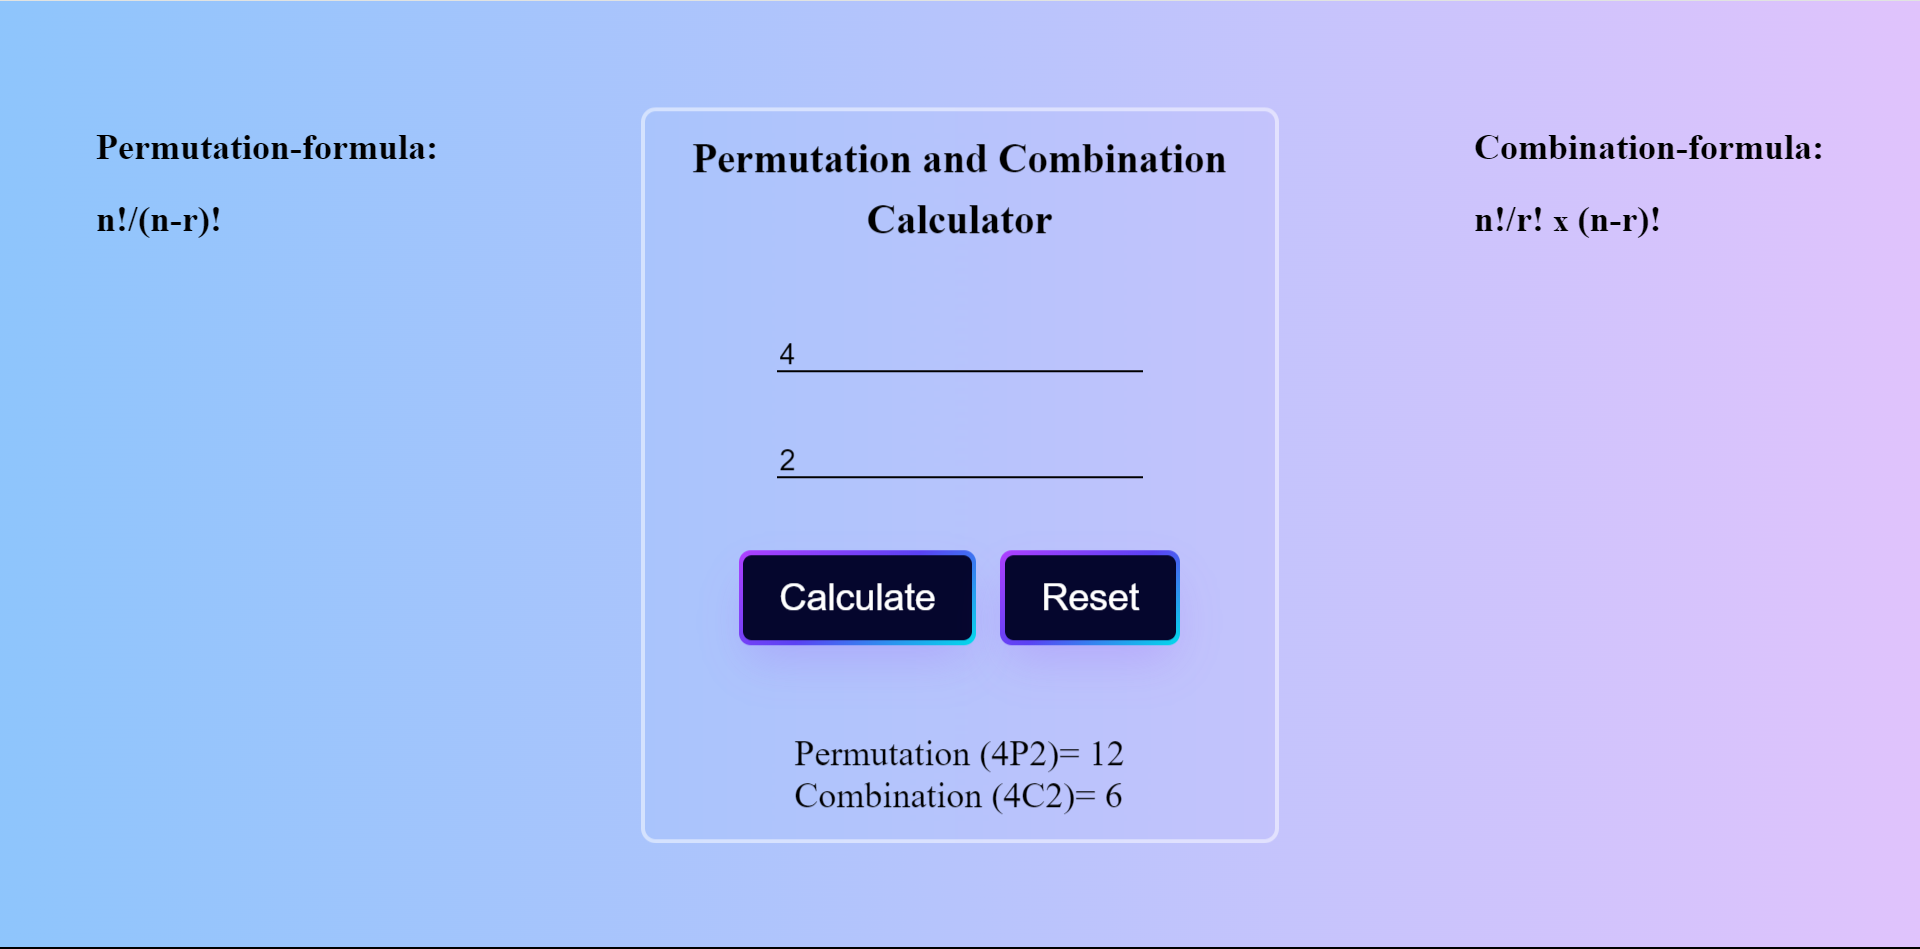 Permutation-formula:
n!/(n-r)!
Permutation and Combination
Calculator
4
2
Calculate
Reset
Permutation (4P2)= 12
Combination (4C2)= 6
Combination-formula:
n!/r! x (n-r)!